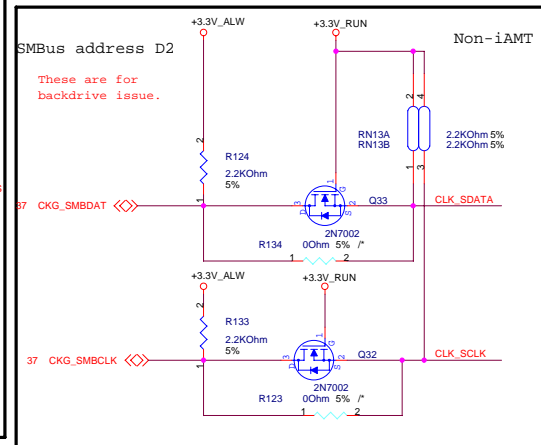 +3.3V_ALW
+3.3V_RUN
SMBus address D2
Non-iAMT
These are for
backdrive issue.
2
2
4
RN13A
2.2KOhm 5%
RN13B
2.2KOhm 5%
R124
2.2KOhm
5%
1
1
3
1
G
37 CKG_SMBDAT
3
D
S
2
Q33
CLK_SDATA
2N7002
R134
0Ohm
5%
/*
1
2
+3.3V_ALW
+3.3V_RUN
2
R133
2.2KOhm
5%
1
1
G
37 CKG_SMBCLK
3
D
S
2
Q32
CLK_SCLK
2N7002
R123
0Ohm
5%
/*
1
2